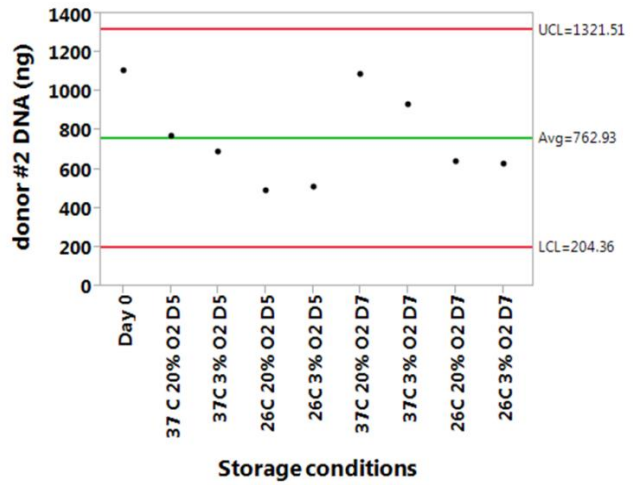 donor #2 DNA (ng)
1400
1200
1000
800
600
400
200
0
UCL=1321.51
Avg=762.93
LCL=204.36
Day 0
37 C 20% O2 D5
37C 3% O2 D5
26C 20% O2 D5
26C 3% O2 D5
37C 20% O2 D7
37C 3% O2 D7
26C 20% O2 D7
26C 3% O2 D7
Storage conditions